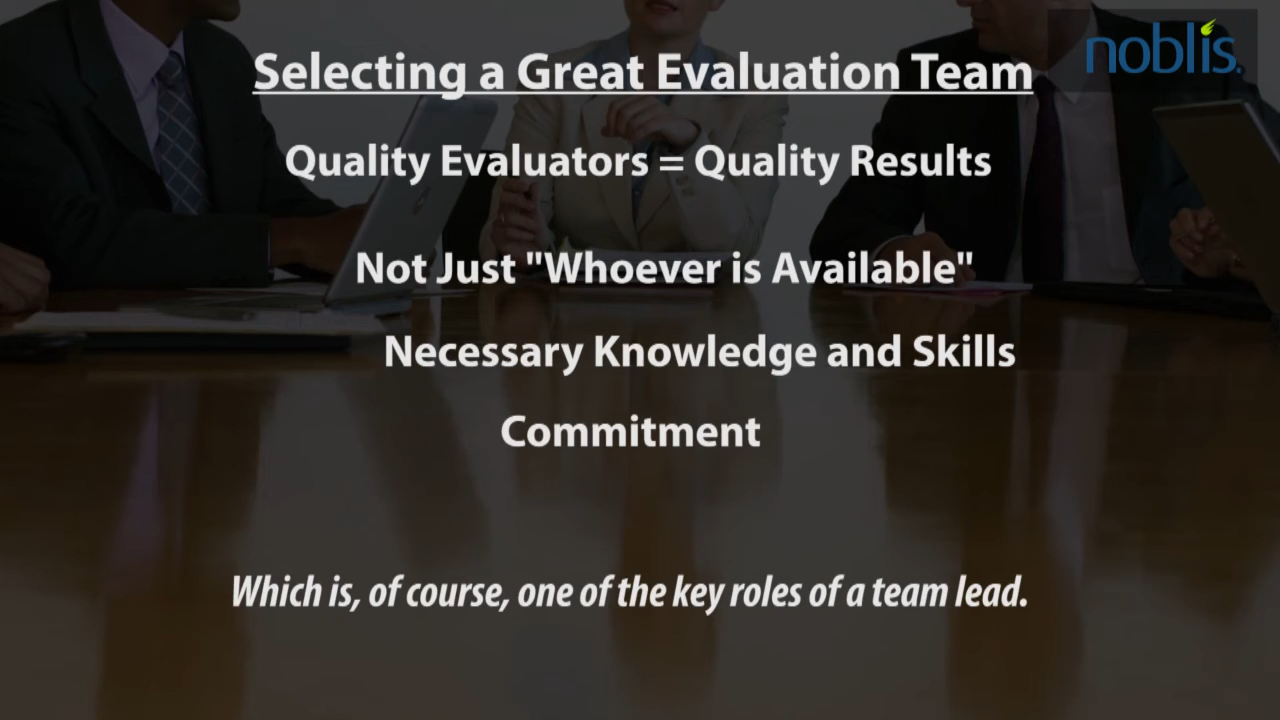 noblis.
Selecting a Great Evaluation Team
Quality Evaluators = Quality Results
Not Just "Whoever is Available"
Necessary Knowledge and Skills
Commitment
Which is, of course, one of the key roles of a team lead.